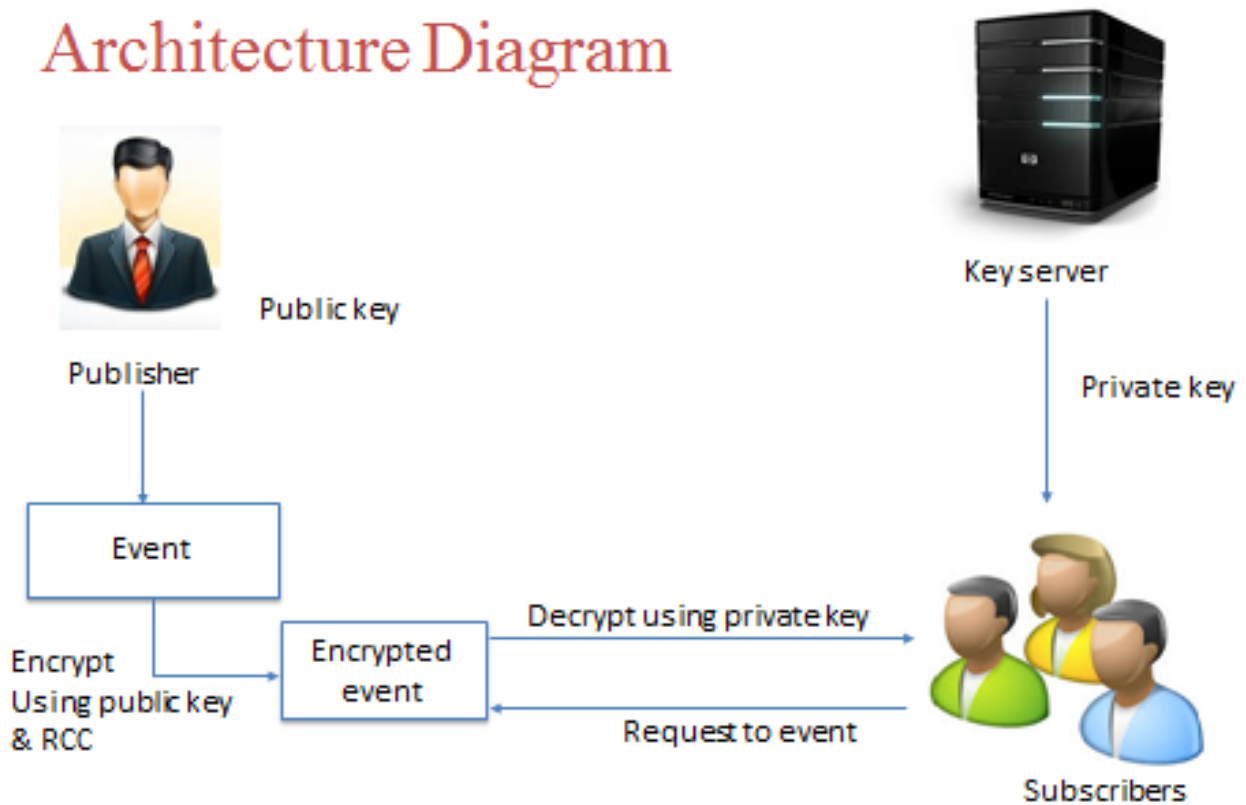 Architecture Diagram
hp
Key server
Public key
Publisher
Private key
Event
Decrypt using private key
Encrypted
event
Encrypt
Using public key
& RCC
Request to event
Subscribers